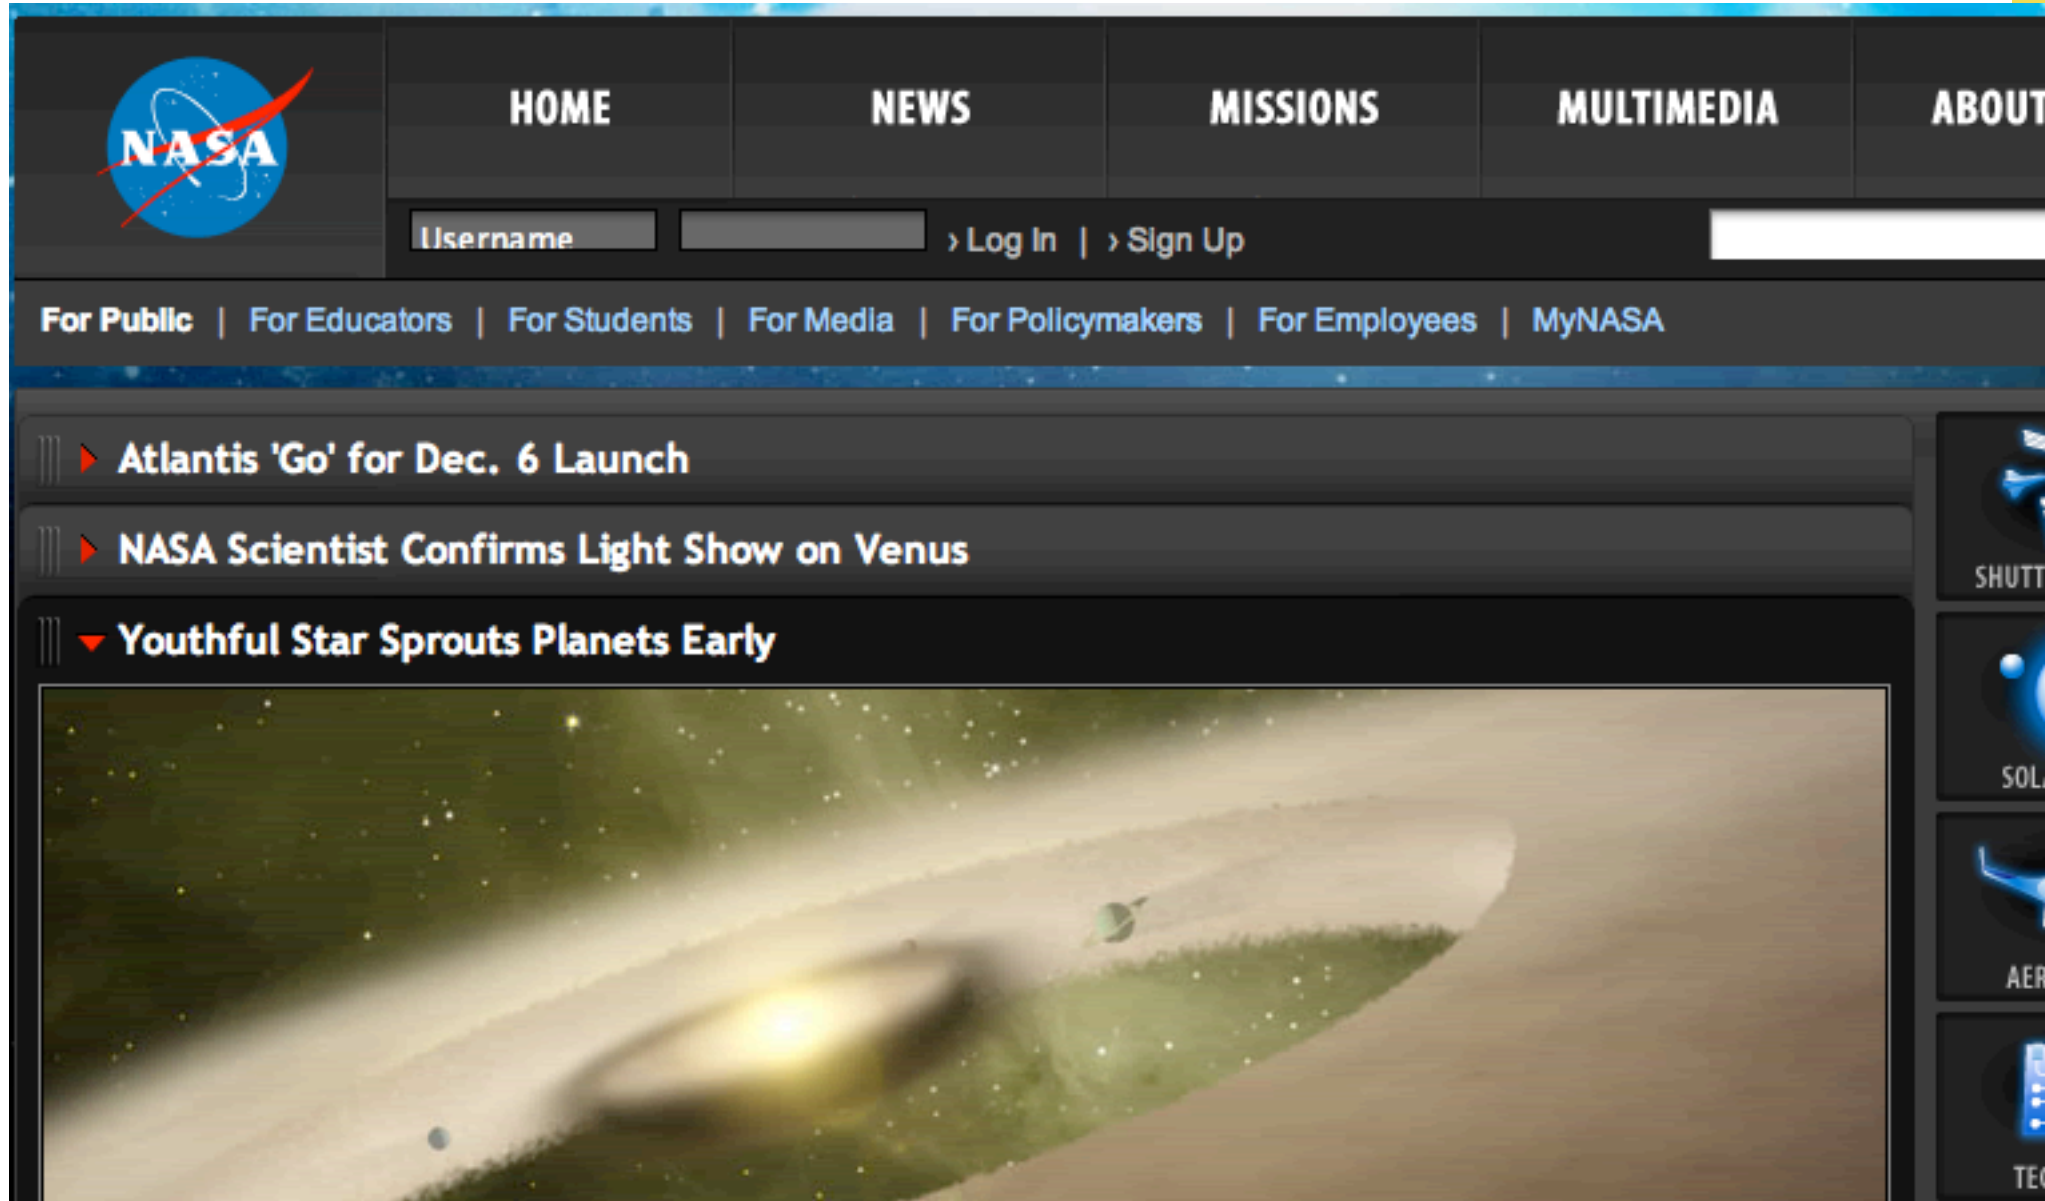 NASA
HOME NEWS MISSIONS MULTIMEDIA ABOUT
Username › Log In | › Sign Up
For Public | For Educators | For Students | For Media | For Policymakers | For Employees | MyNASA
Atlantis 'Go' for Dec. 6 Launch
NASA Scientist Confirms Light Show on Venus
Youthful Star Sprouts Planets Early